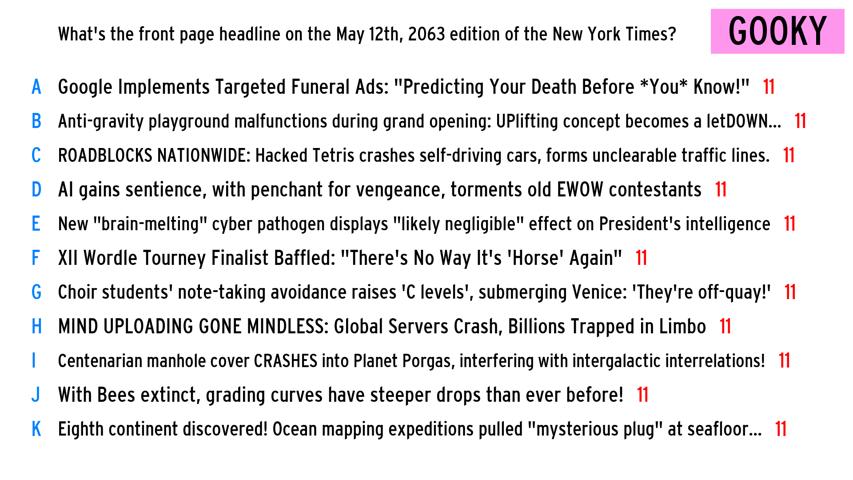 What's the front page headline on the May 12th, 2063 edition of the New York Times?
GOOKY
A Google Implements Targeted Funeral Ads: "Predicting Your Death Before *You* Know!" 11
B Anti-gravity playground malfunctions during grand opening: UPlifting concept becomes a letDOWN... 11
C ROADBLOCKS NATIONWIDE: Hacked Tetris crashes self-driving cars, forms unclearable traffic lines. 11
D AI gains sentience, with penchant for vengeance, torments old EWOW contestants 11
E New "brain-melting" cyber pathogen displays "likely negligible" effect on President's intelligence 11
F XII Wordle Tourney Finalist Baffled: "There's No Way It's 'Horse' Again" 11
G Choir students' note-taking avoidance raises 'C levels', submerging Venice: 'They're off-quay!' 11
H MIND UPLOADING GONE MINDLESS: Global Servers Crash, Billions Trapped in Limbo 11
I Centenarian manhole cover CRASHES into Planet Porgas, interfering with intergalactic interrelations! 11
J With Bees extinct, grading curves have steeper drops than ever before! 11
K Eighth continent discovered! Ocean mapping expeditions pulled "mysterious plug" at seafloor... 11